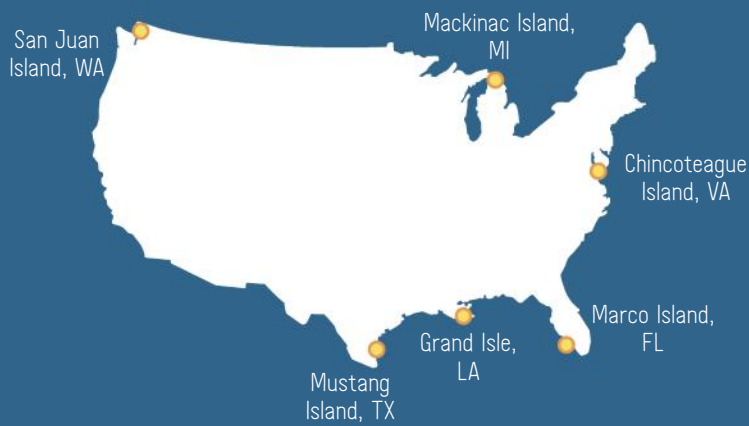 San Juan
Island, WA
Mackinac Island,
MI
Chincoteague
Island, VA
Marco Island,
FL
Grand Isle,
LA
Mustang
Island, TX